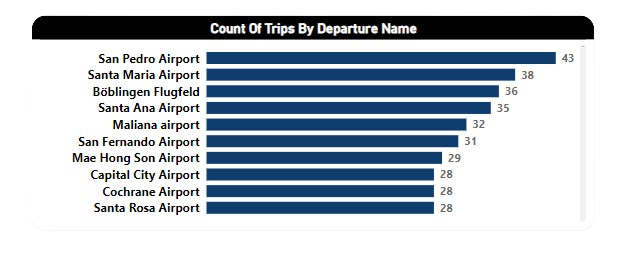 Count Of Trips By Departure Name
San Pedro Airport 43
Santa Maria Airport 38
Böblingen Flugfeld 36
Santa Ana Airport 35
Maliana airport 32
San Fernando Airport 31
Mae Hong Son Airport 29
Capital City Airport 28
Cochrane Airport 28
Santa Rosa Airport 28